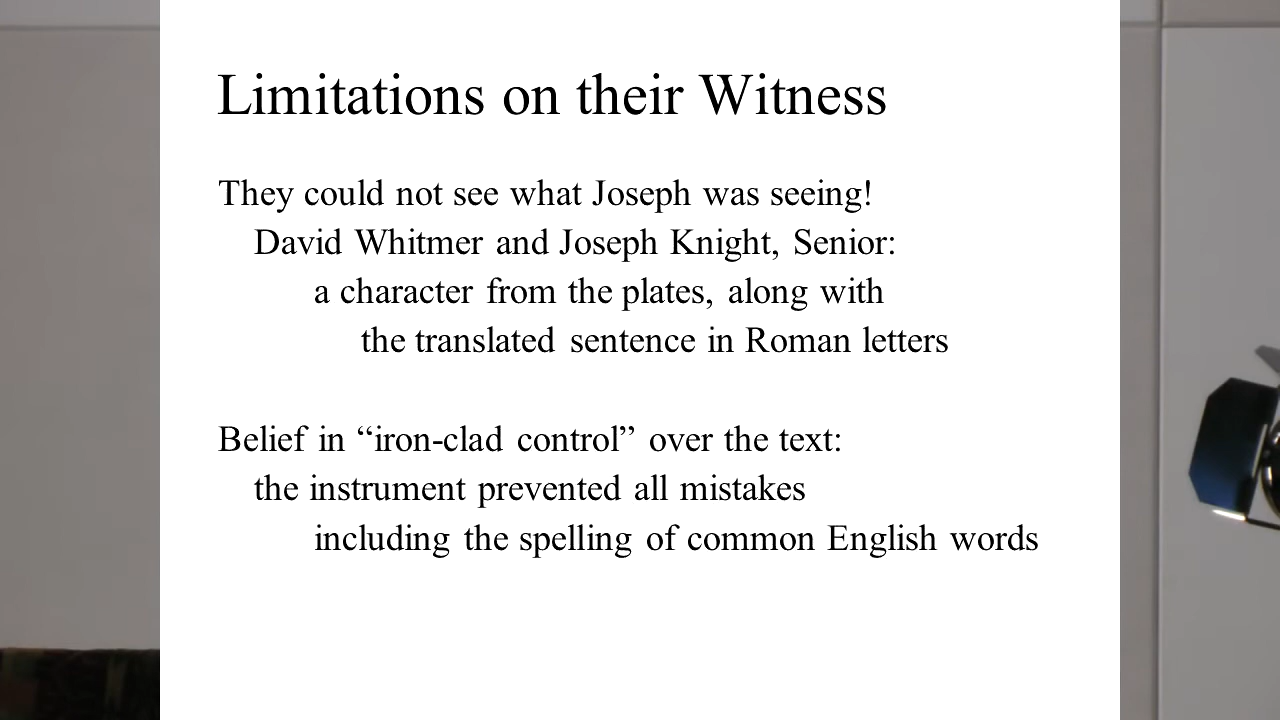 Limitations on their Witness
They could not see what Joseph was seeing!
David Whitmer and Joseph Knight, Senior:
a character from the plates, along with
the translated sentence in Roman letters
Belief in “iron-clad control” over the text:
the instrument prevented all mistakes
including the spelling of common English words